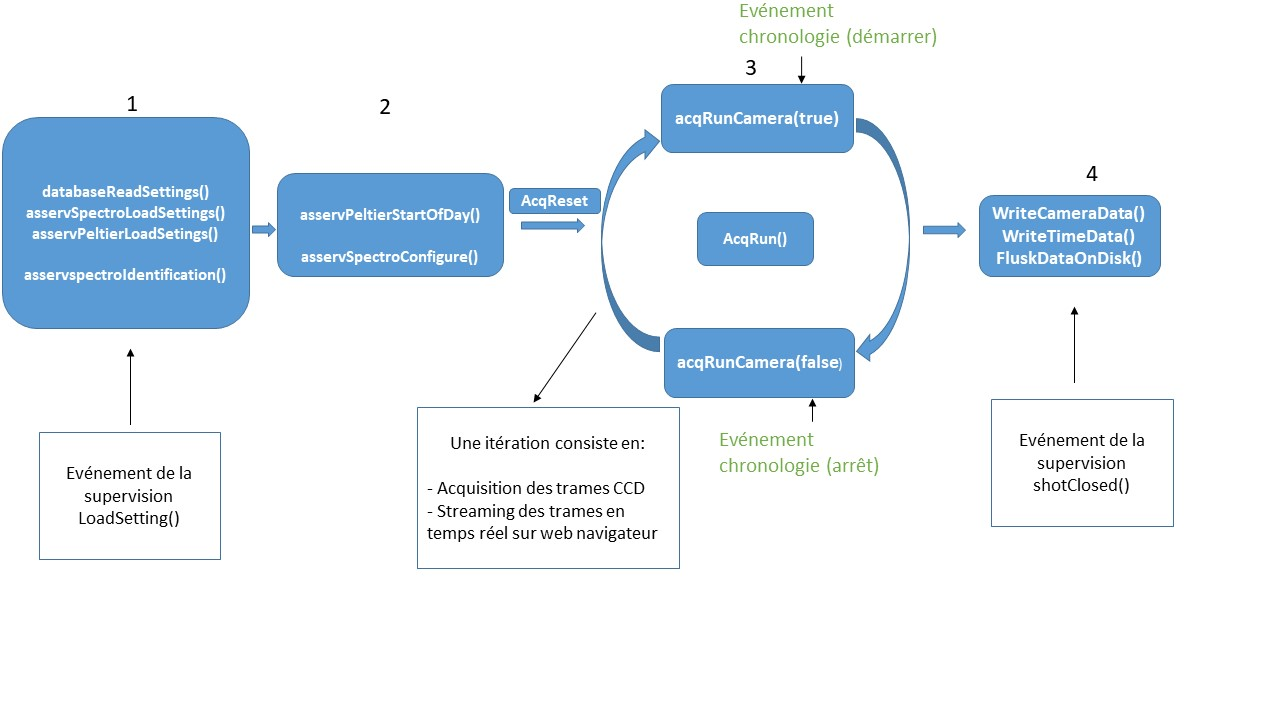 Evénement
chronologie (démarrer)
1
2
3
4
databaseReadSettings()
asservSpectroLoadSettings()
asservPeltierLoadSetings()
asservspectroIdentification()
asservPeltierStartOfDay()
asservSpectroConfigure()
AcqReset
acqRunCamera(true)
AcqRun()
acqRunCamera(false)
WriteCameraData()
WriteTimeData()
FluskDataOnDisk()
Evénement de la
supervision
LoadSetting()
Une itération consiste en:
- Acquisition des trames CCD
- Streaming des trames en
temps réel sur web navigateur
Evénement
chronologie (arrêt)
Evénement de la
supervision
shotClosed()